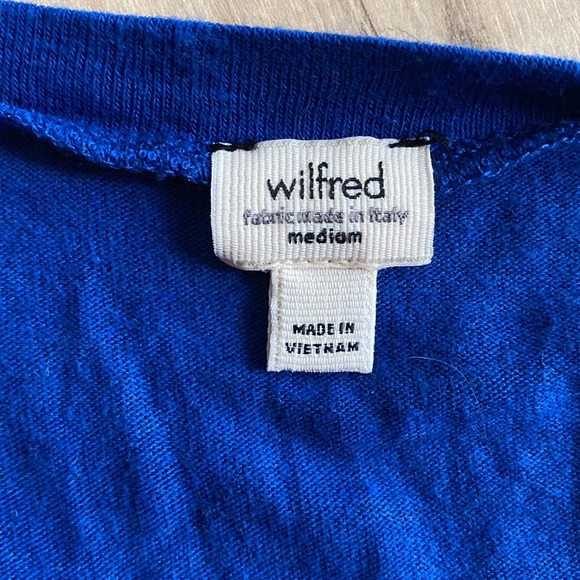 wilfred
fabric made in italy
medium
MADE IN
VIETNAM